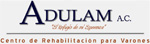 ADULAM A.C.
"El Refugio de mi Esperanza"
Centro de Rehabilitación para Varones